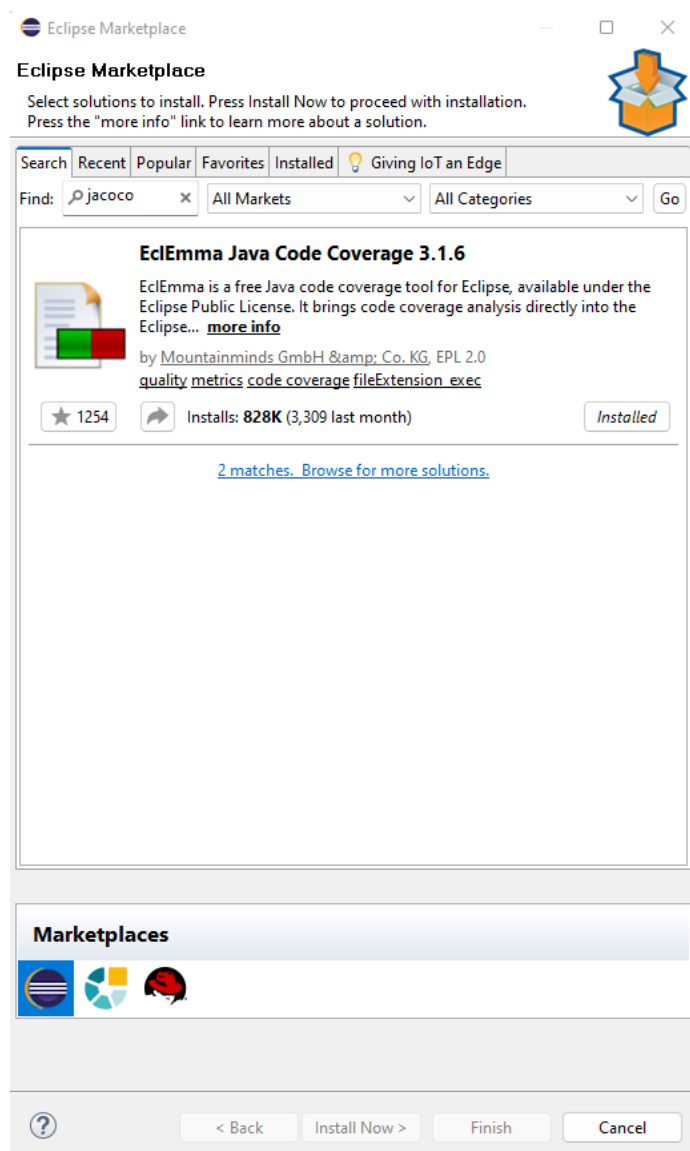 Eclipse Marketplace
Eclipse Marketplace
Select solutions to install. Press Install Now to proceed with installation.
Press the "more info" link to learn more about a solution.
Search Recent Popular Favorites Installed Giving IoT an Edge
Find: jacoco All Markets All Categories Go
EclEmma Java Code Coverage 3.1.6
EclEmma is a free Java code coverage tool for Eclipse, available under the
Eclipse Public License. It brings code coverage analysis directly into the
Eclipse... more info
by Mountainminds GmbH &amp; Co. KG, EPL 2.0
quality metrics code coverage fileExtension_exec
1254 Installs: 828K (3,309 last month) Installed
2 matches. Browse for more solutions.
Marketplaces
? < Back Install Now > Finish Cancel